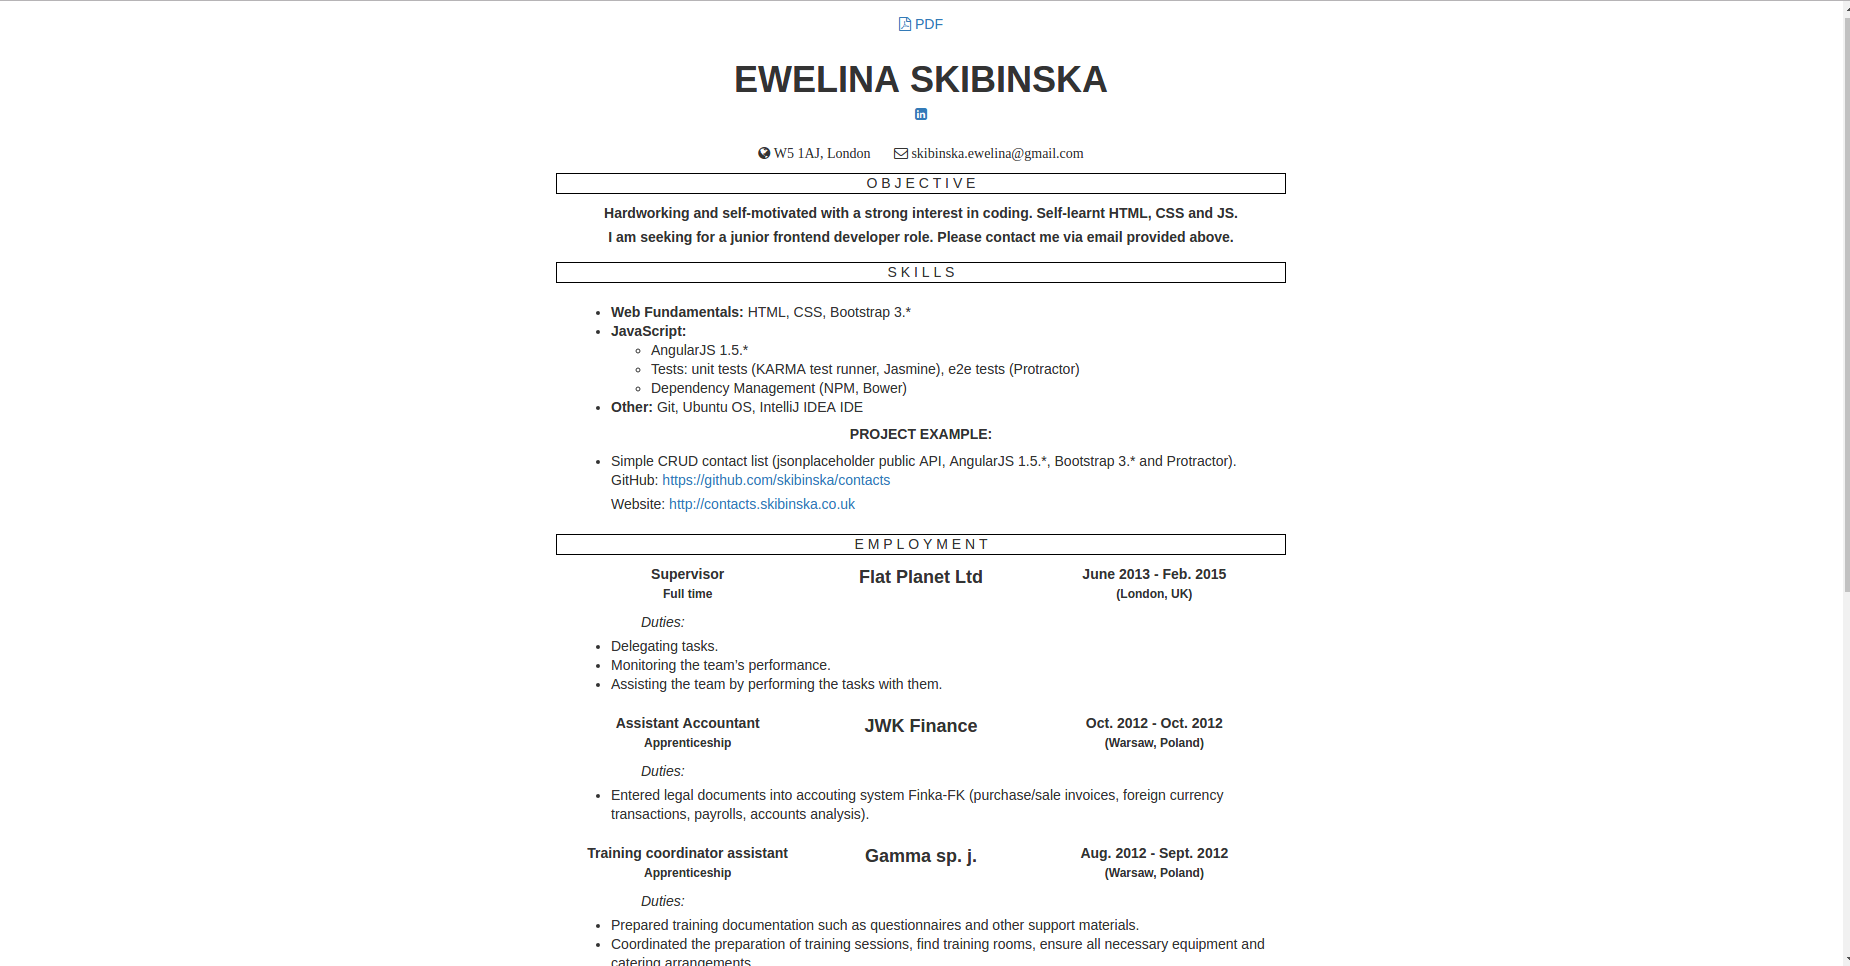 PDF
EWELINA SKIBINSKA
in
W5 1AJ, London skibinska.ewelina@gmail.com
OBJECTIVE
Hardworking and self-motivated with a strong interest in coding. Self-learnt HTML, CSS and JS.
I am seeking for a junior frontend developer role. Please contact me via email provided above.
SKILLS
• Web Fundamentals: HTML, CSS, Bootstrap 3.*
• JavaScript:
◦ AngularJS 1.5.*
◦ Tests: unit tests (KARMA test runner, Jasmine), e2e tests (Protractor)
◦ Dependency Management (NPM, Bower)
• Other: Git, Ubuntu OS, IntelliJ IDEA IDE
PROJECT EXAMPLE:
• Simple CRUD contact list (jsonplaceholder public API, AngularJS 1.5.*, Bootstrap 3.* and Protractor).
GitHub: https://github.com/skibinska/contacts
Website: http://contacts.skibinska.co.uk
EMPLOYMENT
Supervisor Flat Planet Ltd June 2013 - Feb. 2015
Full time (London, UK)
Duties:
• Delegating tasks.
• Monitoring the team’s performance.
• Assisting the team by performing the tasks with them.
Assistant Accountant JWK Finance Oct. 2012 - Oct. 2012
Apprenticeship (Warsaw, Poland)
Duties:
• Entered legal documents into accouting system Finka-FK (purchase/sale invoices, foreign currency
transactions, payrolls, accounts analysis).
Training coordinator assistant Gamma sp. j. Aug. 2012 - Sept. 2012
Apprenticeship (Warsaw, Poland)
Duties:
• Prepared training documentation such as questionnaires and other support materials.
• Coordinated the preparation of training sessions, find training rooms, ensure all necessary equipment and
catering arrangements